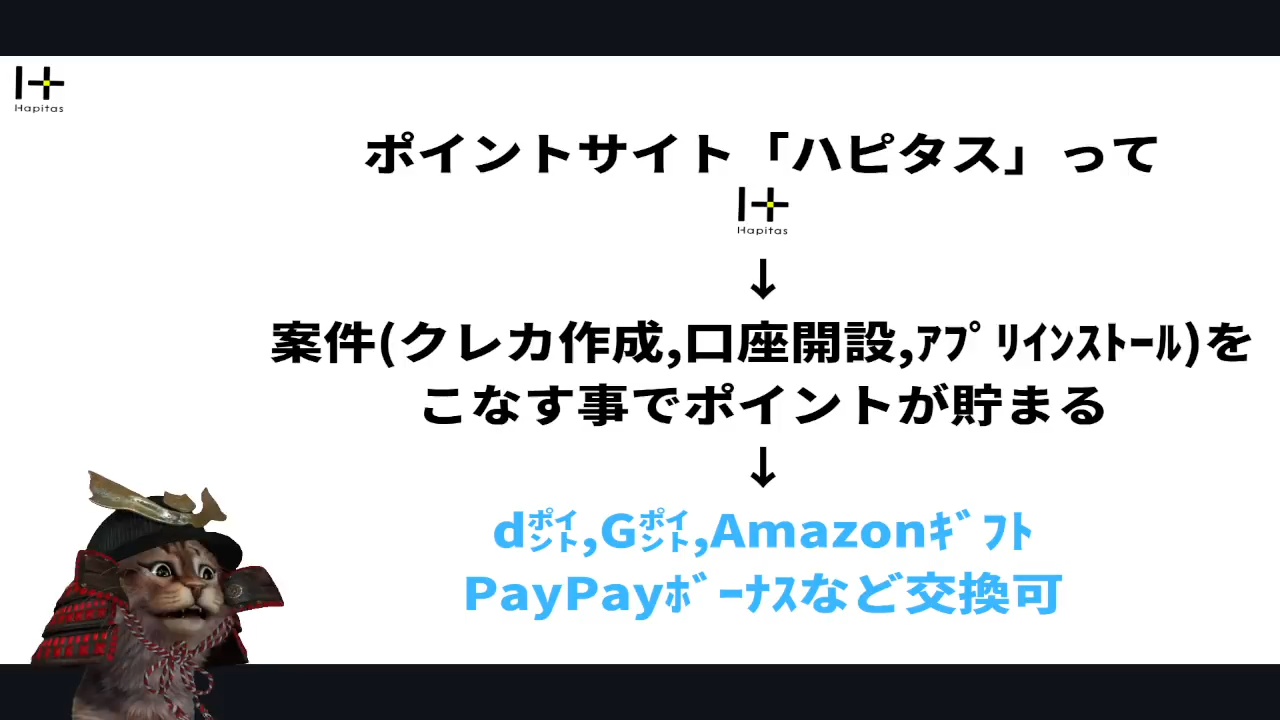 Hapitas
ポイントサイト「ハピタス」って
Hapitas
↓
案件(クレカ作成,口座開設,ｱﾌﾟﾘｲﾝｽﾄｰﾙ)を
こなす事でポイントが貯まる
↓
d㌽,G㌽,Amazonｷﾞﾌﾄ
PayPayﾎﾞｰﾅｽなど交換可